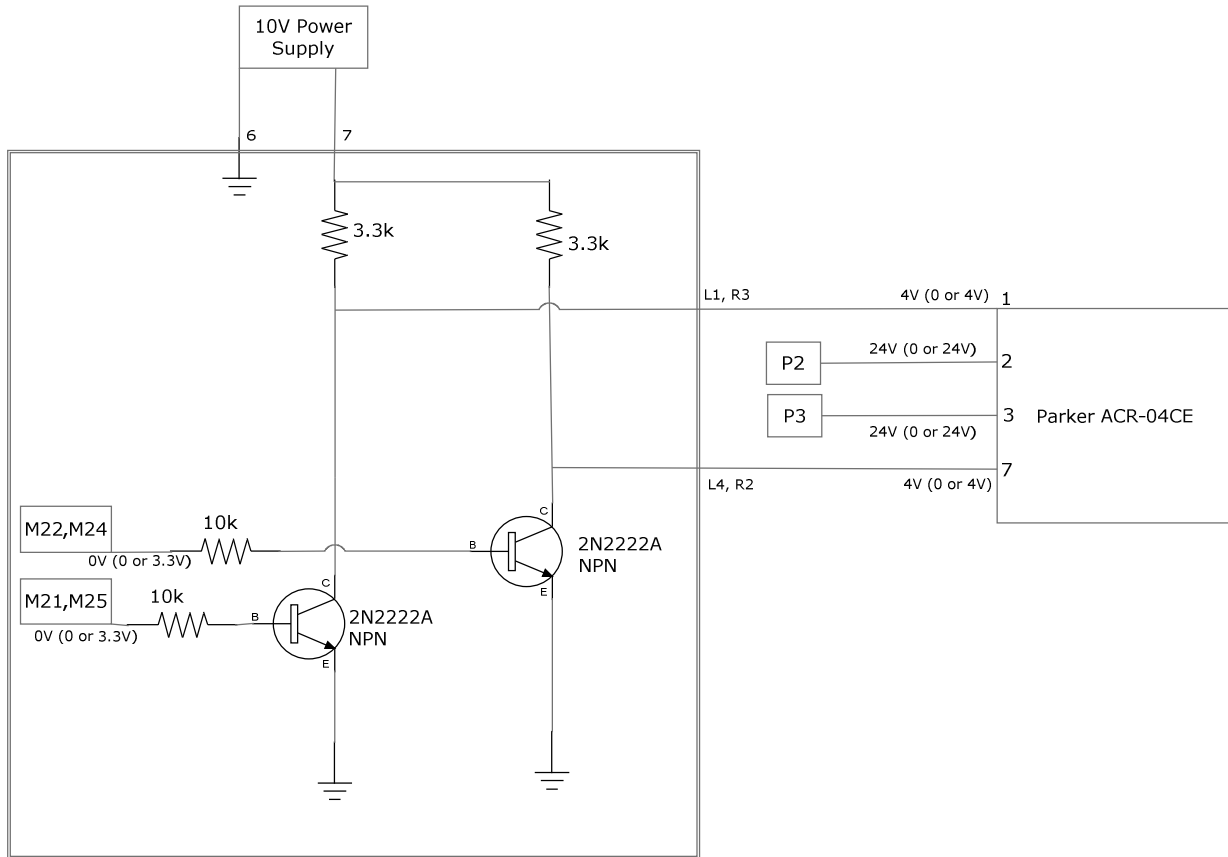 10V Power
Supply
6
7
3.3k
3.3k
L1, R3
4V (0 or 4V)
1
24V (0 or 24V)
P2
2
P3
3
Parker ACR-04CE
24V (0 or 24V)
7
L4, R2
4V (0 or 4V)
C
M22,M24
10k
2N2222A
NPN
B
0V (0 or 3.3V)
E
C
M21,M25
10k
B
2N2222A
NPN
0V (0 or 3.3V)
E